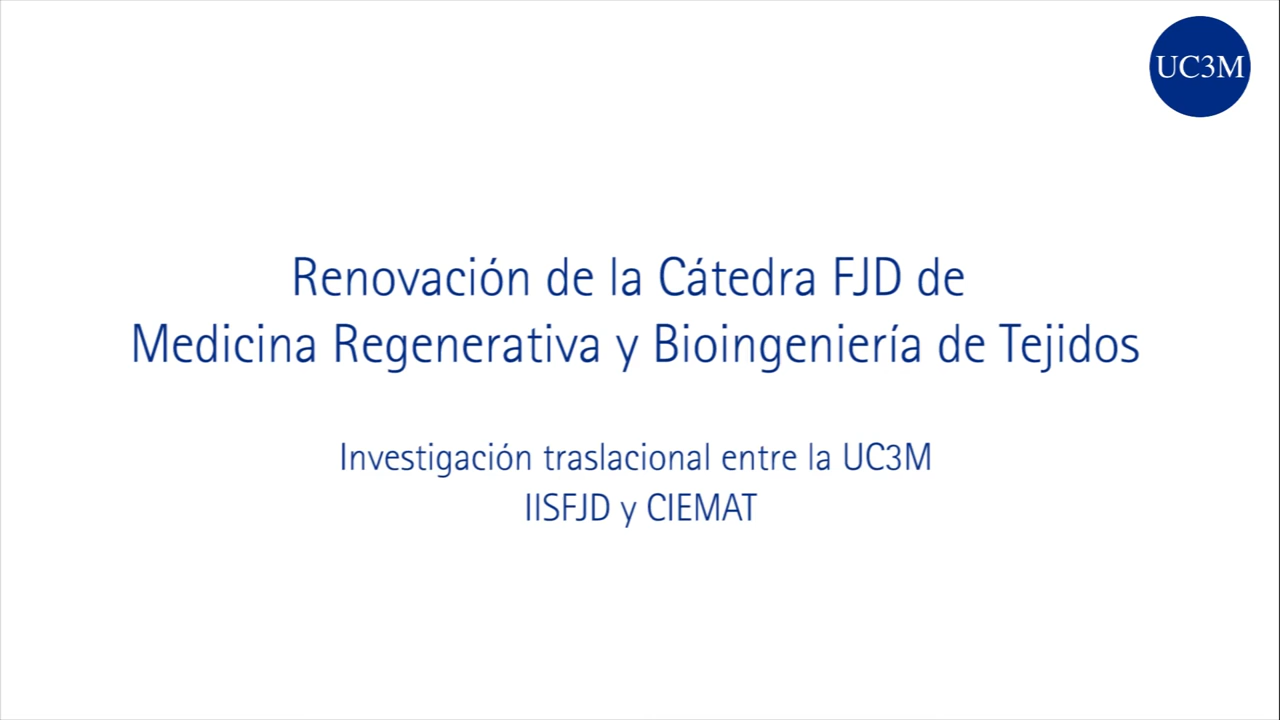 UC3M
Renovación de la Cátedra FJD de
Medicina Regenerativa y Bioingeniería de Tejidos
Investigación traslacional entre la UC3M
IISFJD y CIEMAT